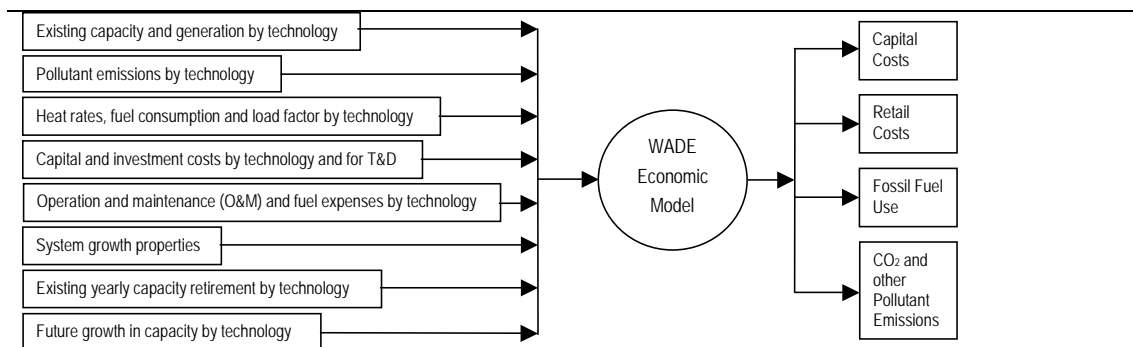 Existing capacity and generation by technology
Pollutant emissions by technology
Heat rates, fuel consumption and load factor by technology
Capital and investment costs by technology and for T&D
Operation and maintenance (O&M) and fuel expenses by technology
System growth properties
Existing yearly capacity retirement by technology
Future growth in capacity by technology
WADE
Economic
Model
Capital
Costs
Retail
Costs
Fossil Fuel
Use
CO₂ and
other
Pollutant
Emissions